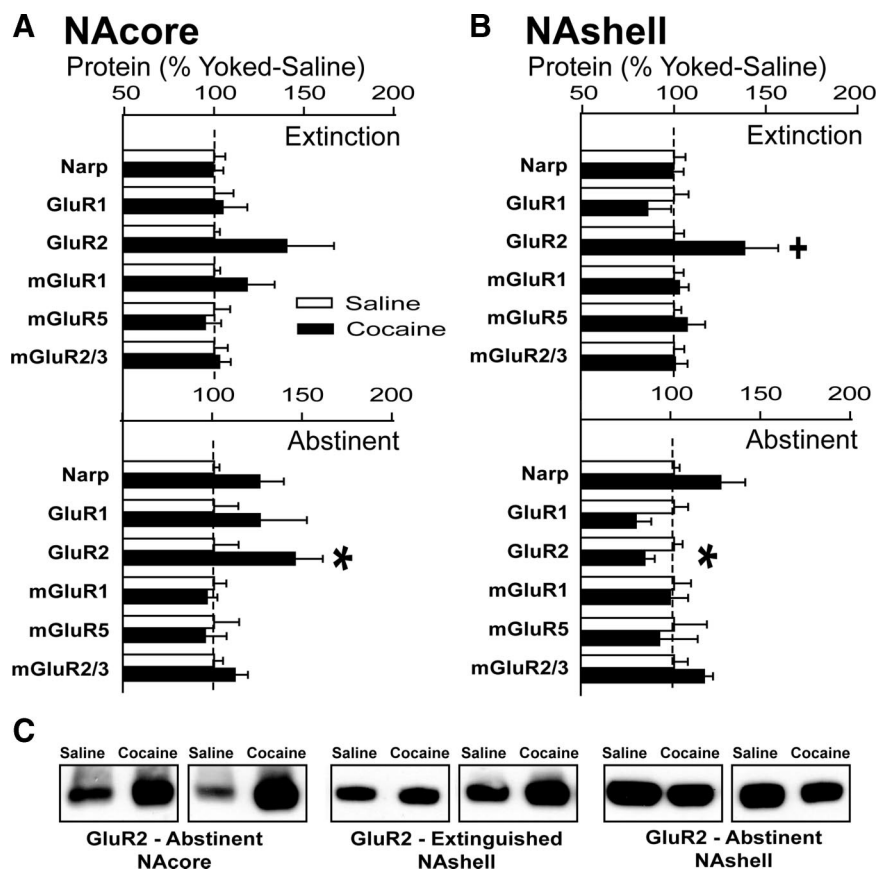 A NAcore
Protein (% Yoked-Saline)
50 100 150 200
Extinction
Narp
GluR1
GluR2
mGluR1
mGluR5
mGluR2/3
Saline
Cocaine
100 150 200
Abstinent
Narp
GluR1
GluR2 *
mGluR1
mGluR5
mGluR2/3
B NAshell
Protein (% Yoked-Saline)
50 100 150 200
Extinction
Narp
GluR1
GluR2 +
mGluR1
mGluR5
mGluR2/3
100 150 200
Abstinent
Narp
GluR1
GluR2 *
mGluR1
mGluR5
mGluR2/3
C
Saline Cocaine Saline Cocaine
GluR2 - Abstinent
NAcore
Saline Cocaine Saline Cocaine
GluR2 - Extinguished
NAshell
Saline Cocaine Saline Cocaine
GluR2 - Abstinent
NAshell